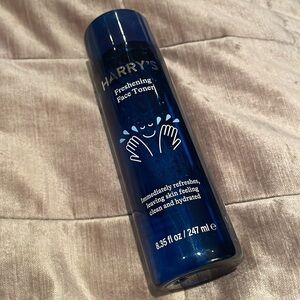 HARRY'S
Freshening
Face Toner
Immediately refreshes,
leaving skin feeling
clean and hydrated
8.35 fl oz / 247 ml ℮